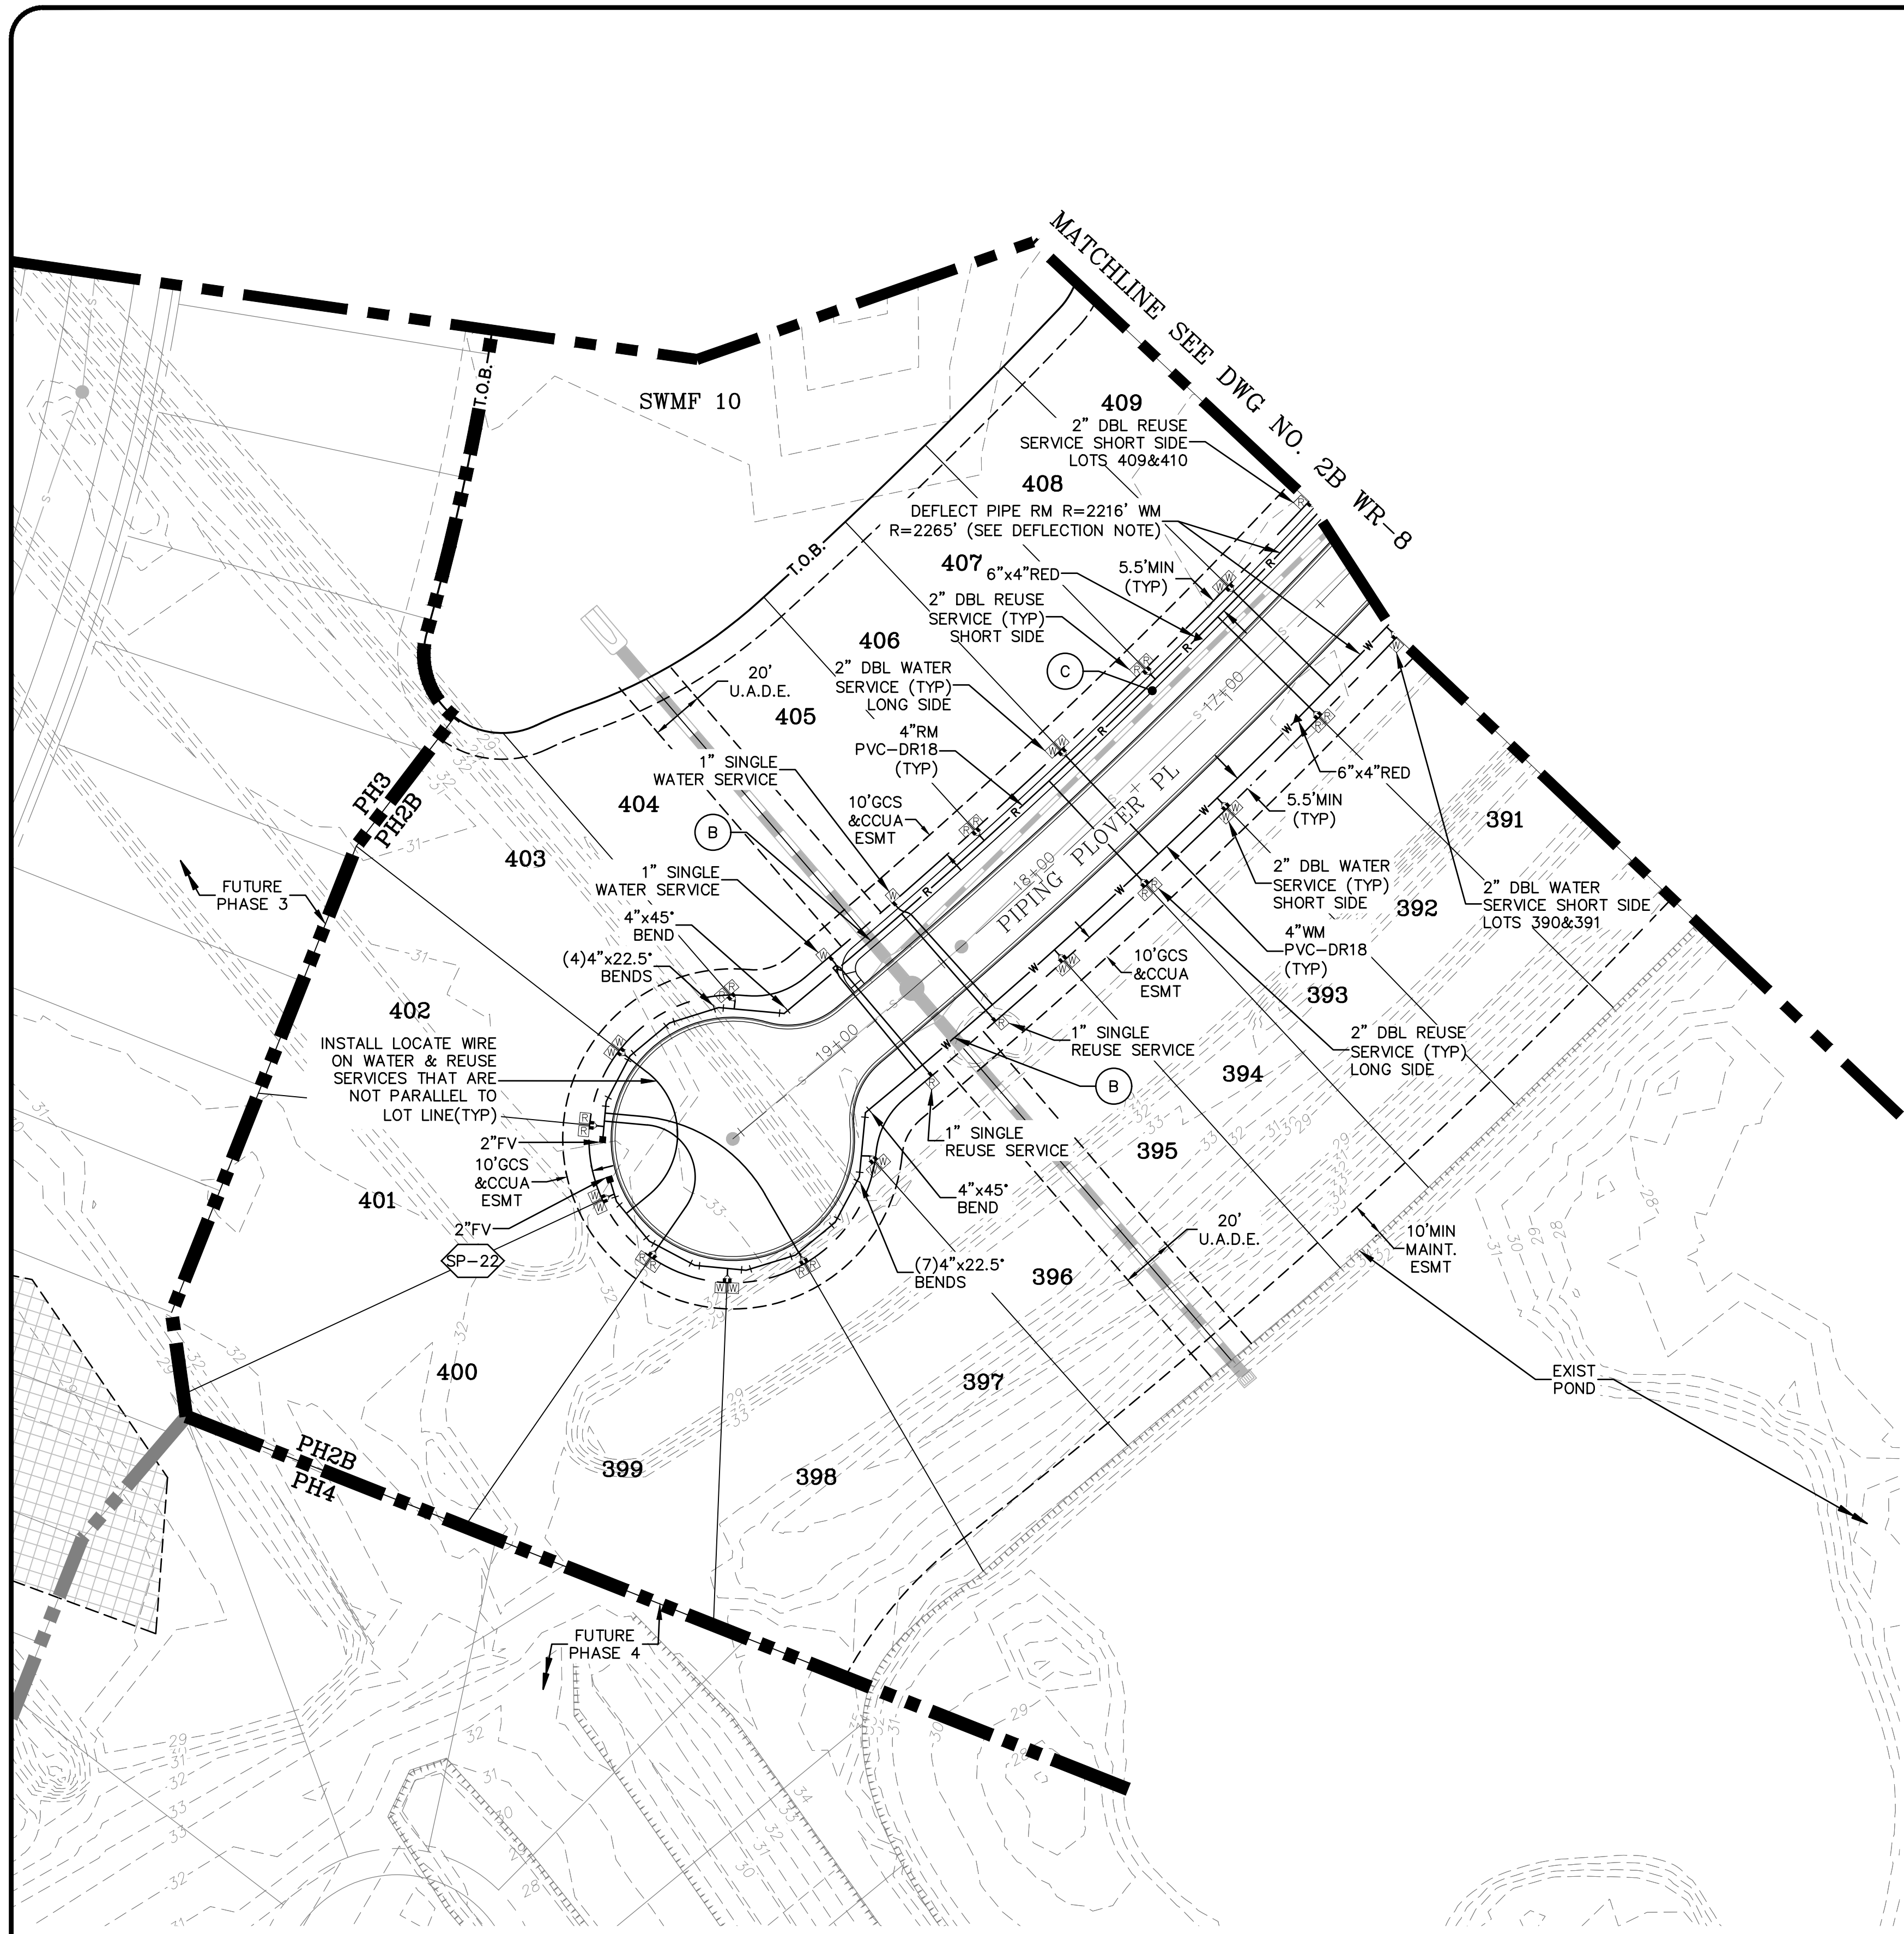 MATCHLINE SEE DWG NO. 2B WR-8
T.O.B.
SWMF 10
409
2" DBL REUSE
SERVICE SHORT SIDE
LOTS 409&410
408
DEFLECT PIPE RM R=2216' WM
R=2265' (SEE DEFLECTION NOTE)
T.O.B.
407
6"x4"RED
5.5'MIN
(TYP)
2" DBL REUSE
SERVICE (TYP)
SHORT SIDE
406
20'
U.A.D.E.
2" DBL WATER
SERVICE (TYP)
LONG SIDE
C
405
17+00
4"RM
PVC-DR18
(TYP)
1" SINGLE
WATER SERVICE
6"x4"RED
PH3
PH2B
404
10'GCS
&CCUA
ESMT
5.5'MIN
(TYP)
391
B
403
PIPING PLOVER PL
18+00
1" SINGLE
WATER SERVICE
2" DBL WATER
SERVICE (TYP)
SHORT SIDE
2" DBL WATER
SERVICE SHORT SIDE
LOTS 390&391
FUTURE
PHASE 3
392
4"x45°
BEND
4"WM
PVC-DR18
(TYP)
(4)4"x22.5°
BENDS
10'GCS
&CCUA
ESMT
393
402
INSTALL LOCATE WIRE
ON WATER & REUSE
SERVICES THAT ARE
NOT PARALLEL TO
LOT LINE(TYP)
19+00
1" SINGLE
REUSE SERVICE
2" DBL REUSE
SERVICE (TYP)
LONG SIDE
394
B
2"FV
1" SINGLE
REUSE SERVICE
395
10'GCS
&CCUA
ESMT
401
4"x45°
BEND
2"FV
20'
U.A.D.E.
10'MIN
MAINT.
ESMT
SP-22
(7)4"x22.5°
BENDS
396
400
397
EXIST
POND
PH2B
PH4
399
398
FUTURE
PHASE 4
31
32
29
33
28
30
34